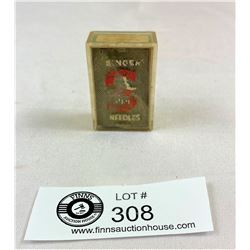 SINGER
NEEDLES
FINNS
AUCTION HOUSE
LOT #
308
www.finnsauctionhouse.com